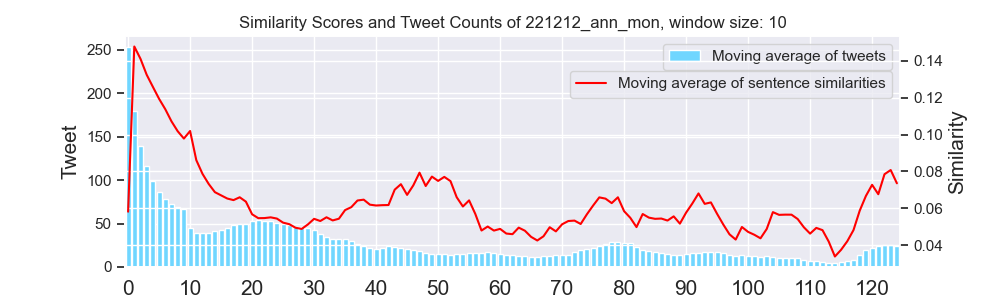 Similarity Scores and Tweet Counts of 221212_ann_mon, window size: 10
Moving average of tweets
Moving average of sentence similarities
Tweet
Similarity
250
200
150
100
50
0
0.14
0.12
0.10
0.08
0.06
0.04
0 10 20 30 40 50 60 70 80 90 100 110 120